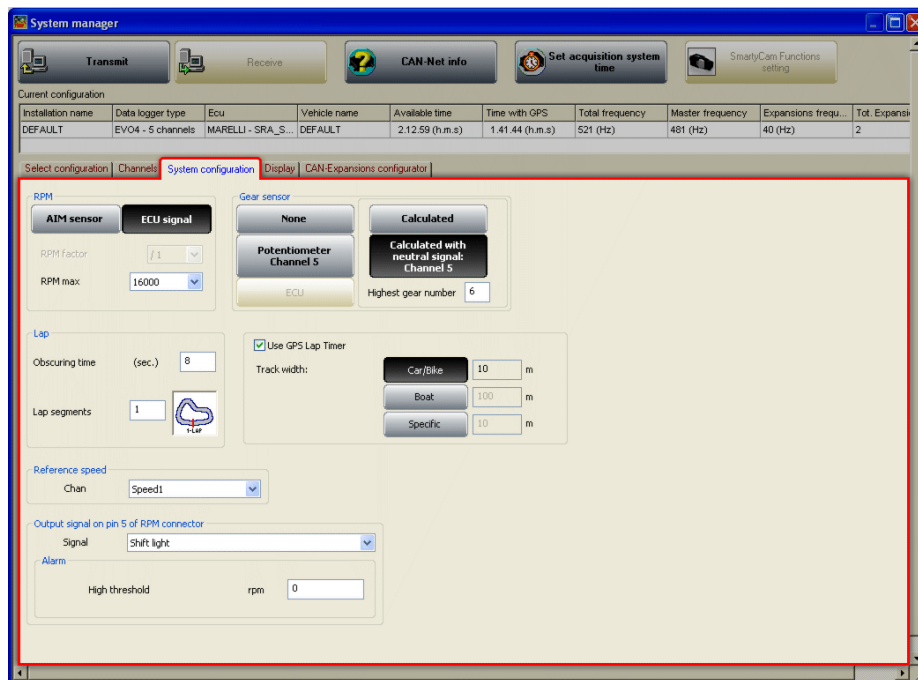 System manager
Transmit
Receive
CAN-Net info
Set acquisition system time
SmartyCam Functions setting
Current configuration
Installation name Data logger type Ecu Vehicle name Available time Time with GPS Total frequency Master frequency Expansions frequ... Tot. Expansi
DEFAULT EVO4 - 5 channels MARELLI - SRA_S... DEFAULT 2.12.59 (h.m.s) 1.41.44 (h.m.s) 521 (Hz) 481 (Hz) 40 (Hz) 2
Select configuration Channels System configuration Display CAN-Expansions configurator
RPM
AIM sensor ECU signal
RPM factor /1
RPM max 16000
Gear sensor
None
Calculated
Potentiometer Channel 5
Calculated with neutral signal: Channel 5
ECU
Highest gear number 6
Lap
Obscuring time (sec.) 8
Lap segments 1
1-LAP
Use GPS Lap Timer
Track width:
Car/Bike 10 m
Boat 100 m
Specific 10 m
Reference speed
Chan Speed1
Output signal on pin 5 of RPM connector
Signal Shift light
Alarm
High threshold rpm 0